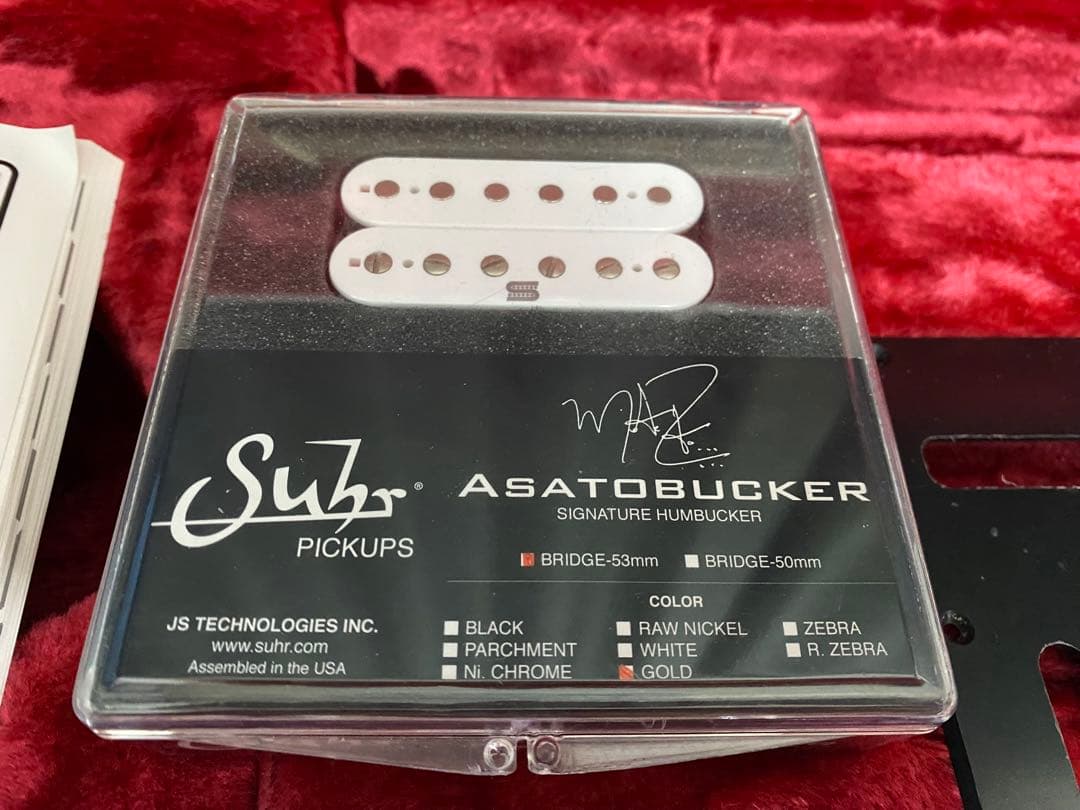 Suhr®
PICKUPS
ASATOBUCKER
SIGNATURE HUMBUCKER
BRIDGE-53mm BRIDGE-50mm
COLOR
BLACK RAW NICKEL ZEBRA
PARCHMENT WHITE R. ZEBRA
Ni. CHROME GOLD
JS TECHNOLOGIES INC.
www.suhr.com
Assembled in the USA